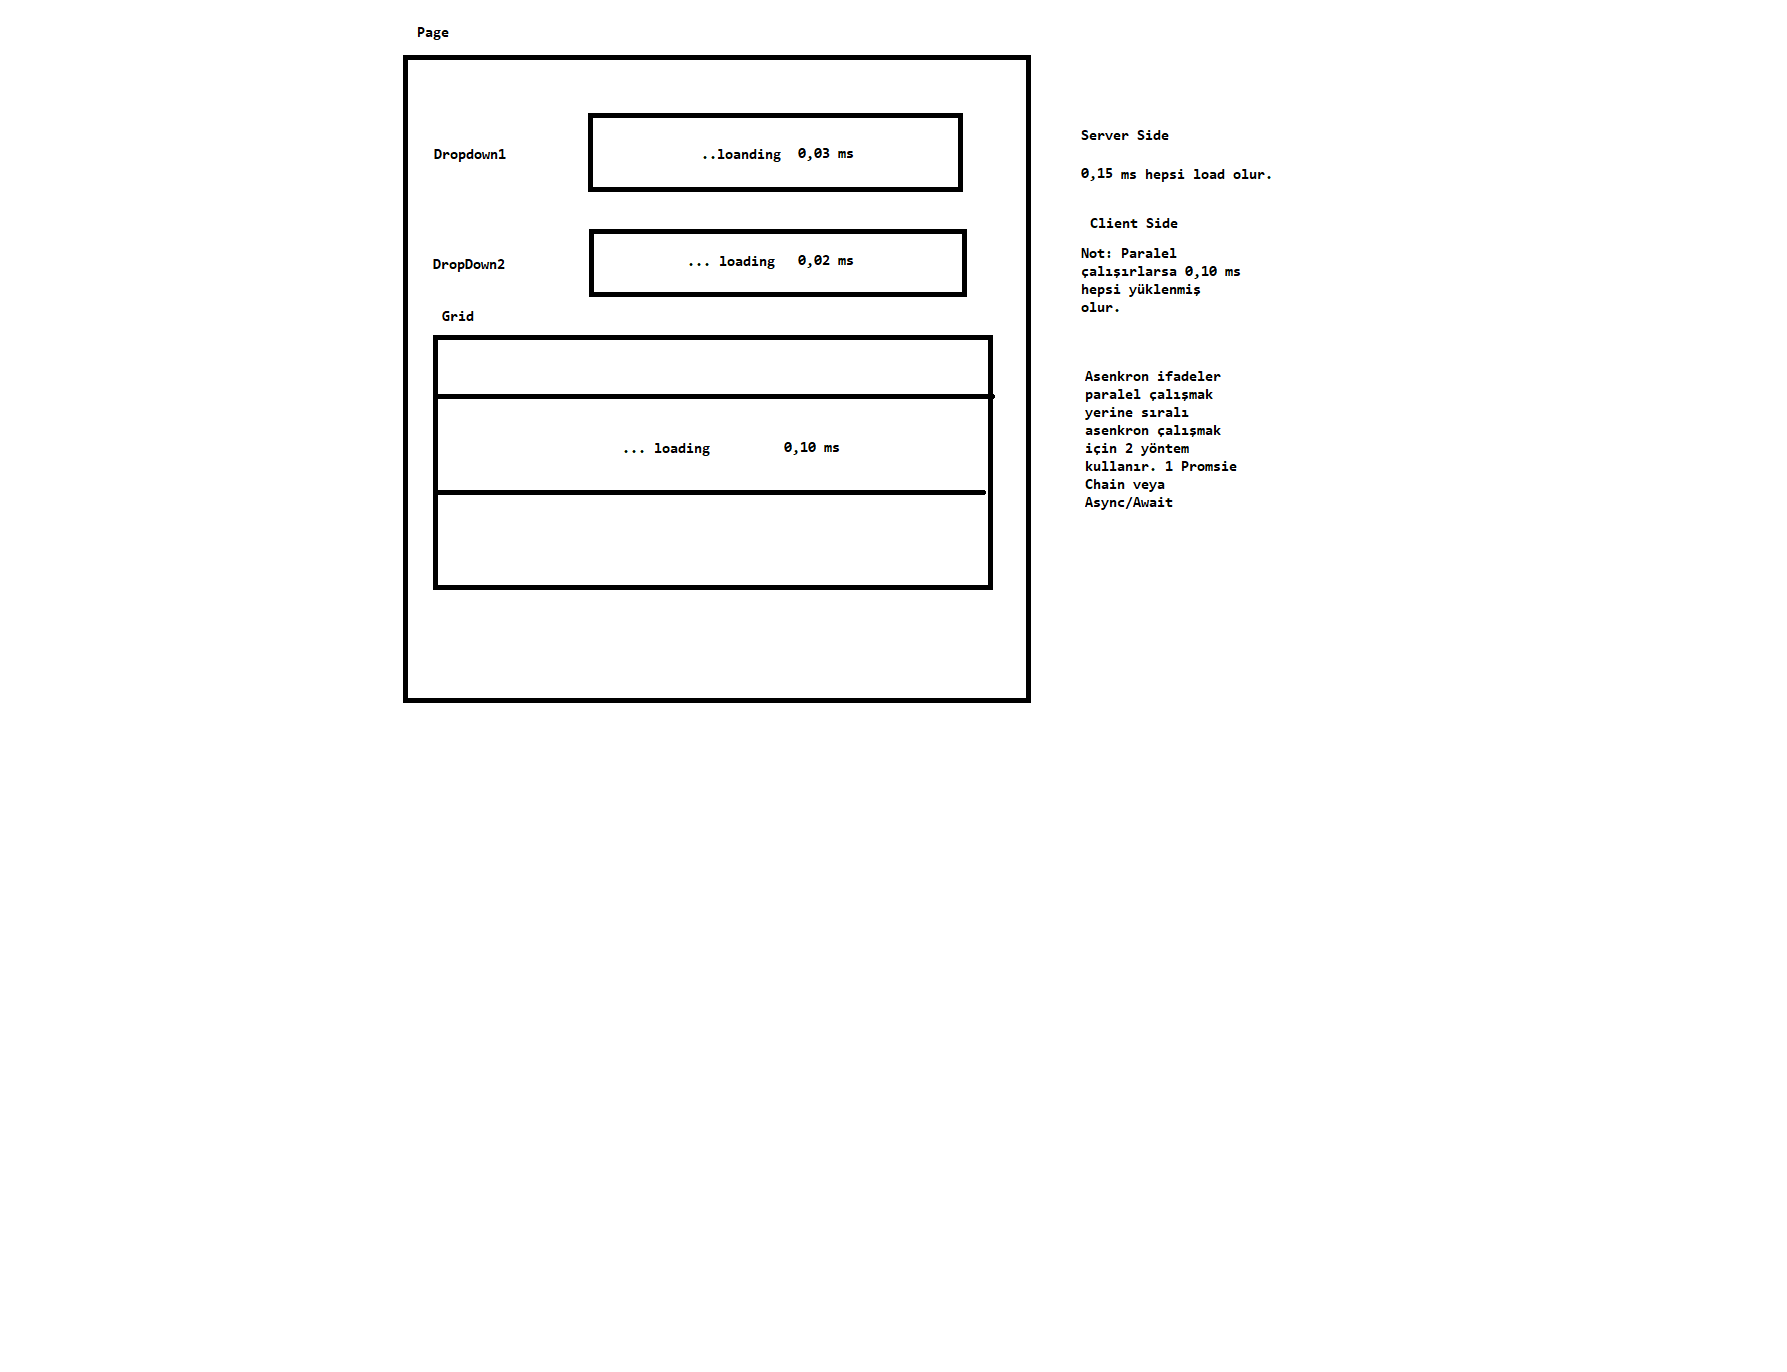 Page
Dropdown1
..loanding 0,03 ms
DropDown2
... loading 0,02 ms
Grid
... loading 0,10 ms
Server Side
0,15 ms hepsi load olur.
Client Side
Not: Paralel
çalışırlarsa 0,10 ms
hepsi yüklenmiş
olur.
Asenkron ifadeler
paralel çalışmak
yerine sıralı
asenkron çalışmak
için 2 yöntem
kullanır. 1 Promsie
Chain veya
Async/Await